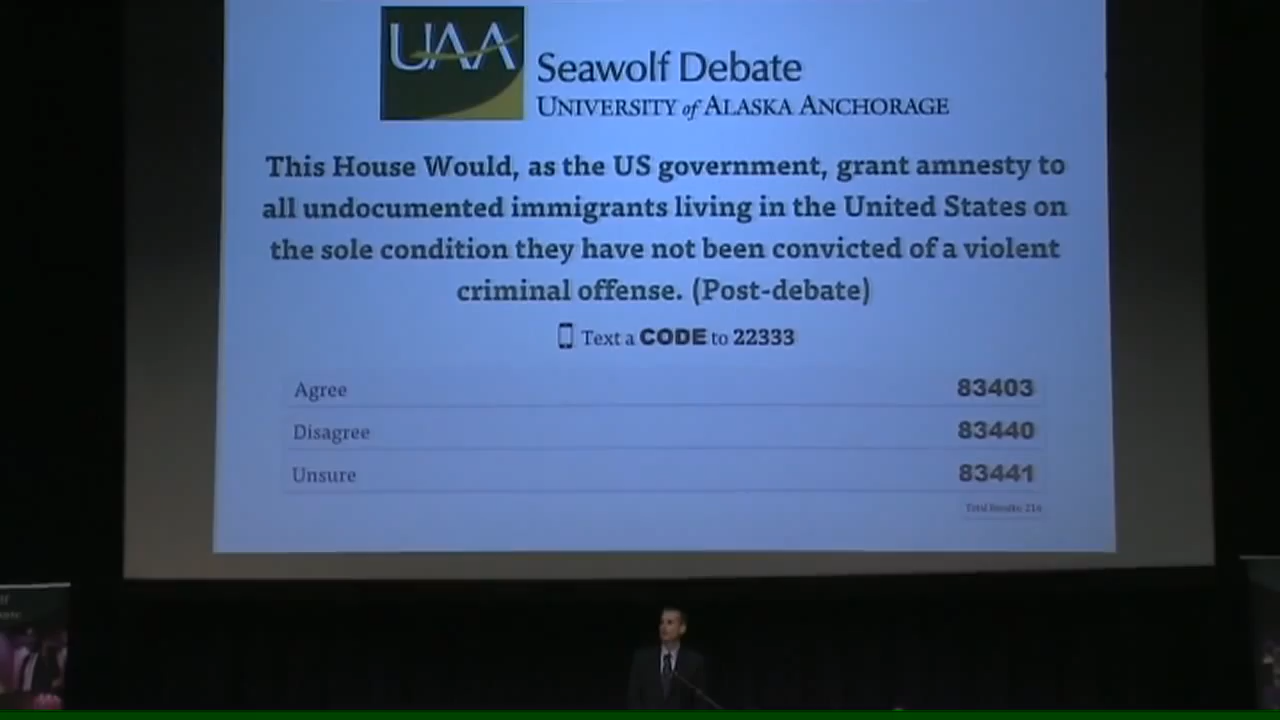 UAA
Seawolf Debate
UNIVERSITY of ALASKA ANCHORAGE
This House Would, as the US government, grant amnesty to
all undocumented immigrants living in the United States on
the sole condition they have not been convicted of a violent
criminal offense. (Post-debate)
Text a CODE to 22333
Agree 83403
Disagree 83440
Unsure 83441
Total Results: